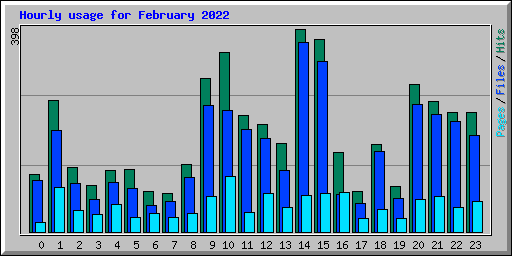 Hourly usage for February 2022
398
Pages / Files / Hits
0 1 2 3 4 5 6 7 8 9 10 11 12 13 14 15 16 17 18 19 20 21 22 23